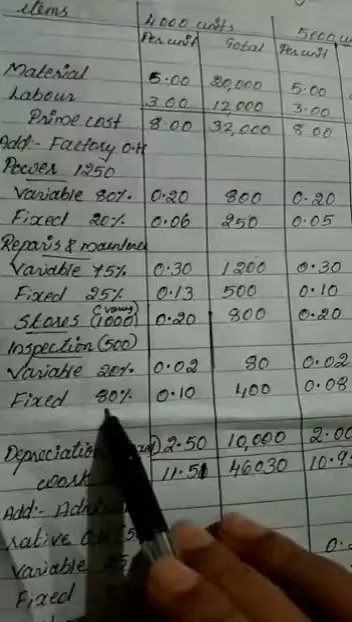 items 4000 units 5000 u
Per unit Total Per unit
Material 5.00 20,000 5.00
Labour 3.00 12,000 3.00
Prime cost 8.00 32,000 8.00
Add:- Factory O.H
Power 1250
Variable 80% 0.20 800 0.20
Fixed 20% 0.06 250 0.05
Repairs &
Variable 75% 0.30 1200 0.30
Fixed 25% 0.13 500 0.10
Stores (1000) 0.20 800 0.20
Inspection (500)
Variable 20% 0.02 80 0.02
Fixed 80% 0.10 400 0.08
Depreciation 2.50 10,000 2.00
work 11.51 46030 10.9
Add:- Adm
rative
Variable
Fixed